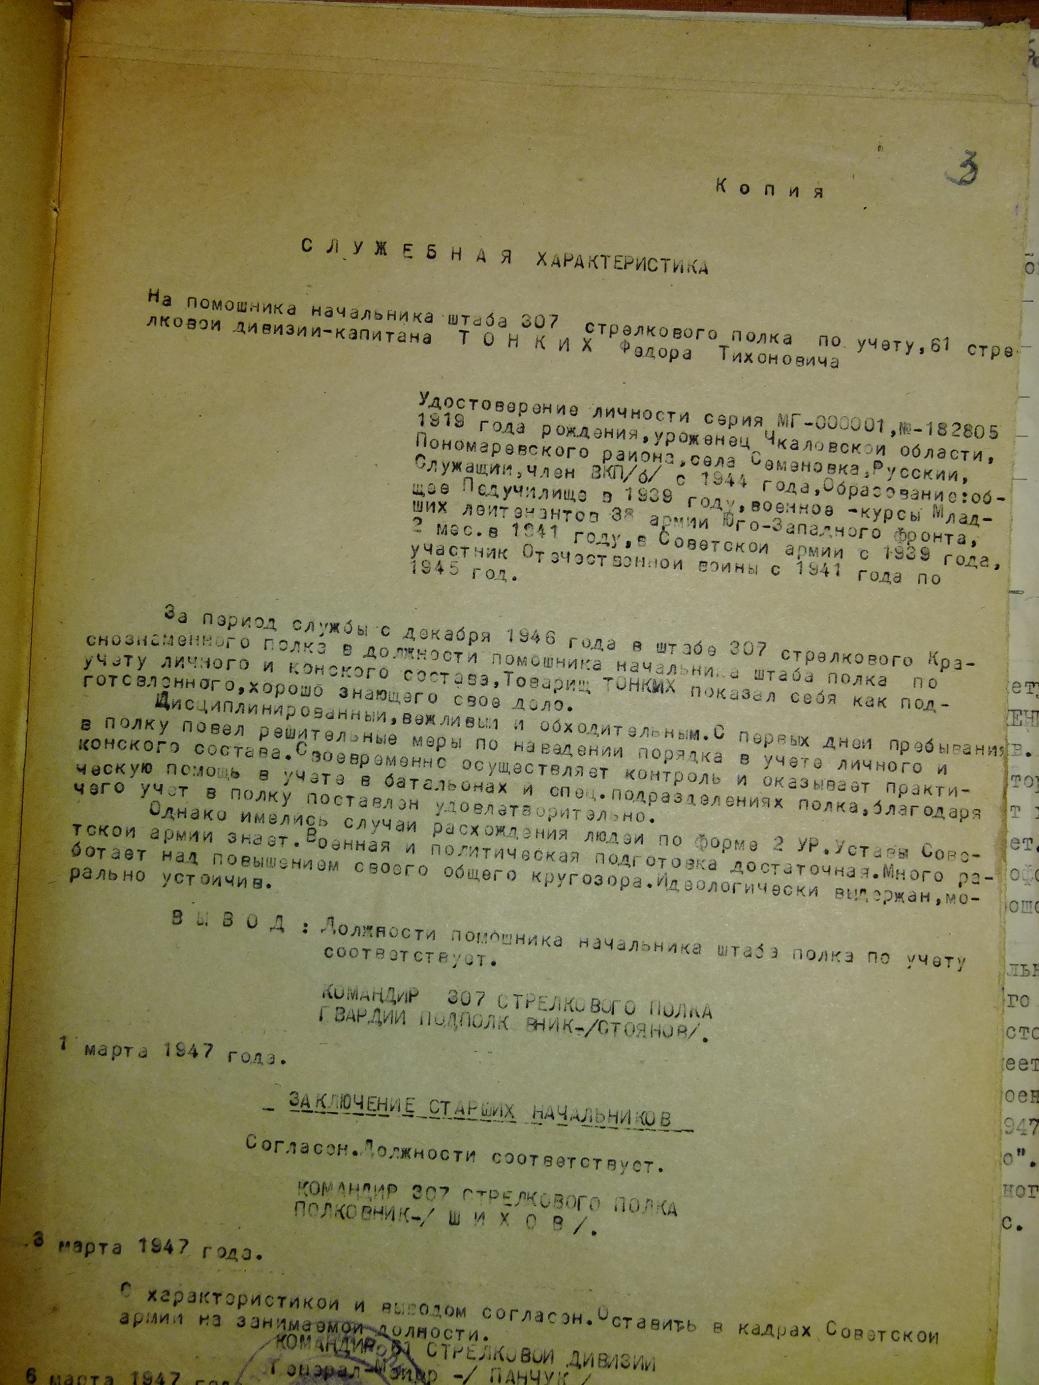 3
Копия
СЛУЖЕБНАЯ ХАРАКТЕРИСТИКА
На помошника начальника штаба 307 стрелкового полка по учету,61 стре-
лковой дивизии-капитана ТОНКИХ Федора Тихоновича
Удостоверение личности серия МГ-000001,№-182805
1919 года рождения,уроженец Чкаловской области,
Пономаревского района,села Семеновка,Русский,
Служащий,член ВКП/б/ с 1944 года,Образование:об-
щее Педучилище в 1939 году,военное -курсы Млад-
ших лейтенантов 38 армии Юго-Западного фронта,
2 мес.в 1941 году,в Советской армии с 1939 года,
участник Отечественной войны с 1941 года по
1945 год.
За период службы с декабря 1946 года в штабе 307 стрелкового Кра-
снознаменного полка в должности помошника начальника штаба полка по
учету личного и конского состава,Товарищ ТОНКИХ показал себя как под-
готовленного,хорошо знающего свое дело.
Дисциплинированный,вежливый и обходительным.С первых дней пребывания
в полку повел решительные меры по наведении порядка в учете личного и
конского состава.Своевременно осуществляет контроль и оказывает практи-
ческую помощь в учете в батальонах и спец.подразделениях полка,благодаря
чего учет в полку поставлен удовлетворительно.
Однако имелись случаи расхождения людей по форме 2 УР.Уставы Сове-
тской армии знает.Военная и политическая подготовка достаточная.Много ра-
ботает над повышением своего общего кругозора.Идеологически выдержан,мо-
рально устойчив.
ВЫВОД: Должности помошника начальника штаба полка по учету
соответствует.
КОМАНДИР 307 СТРЕЛКОВОГО ПОЛКА
ГВАРДИИ ПОДПОЛК ВНИК-/СТОЯНОВ/.
1 марта 1947 года.
ЗАКЛЮЧЕНИЕ СТАРШИХ НАЧАЛЬНИКОВ
Согласен.Должности соответствует.
КОМАНДИР 307 СТРЕЛКОВОГО ПОЛКА
ПОЛКОВНИК-/ШИХОВ/.
3 марта 1947 года.
С характеристикой и выводом согласен.Оставить в кадрах Советской
армии на занимаемой долности.
КОМАНДИР 61 СТРЕЛКОВОЙ ДИВИЗИИ
Генерал-Майор -/ ПАНЧУК /
6 марта 1947 года